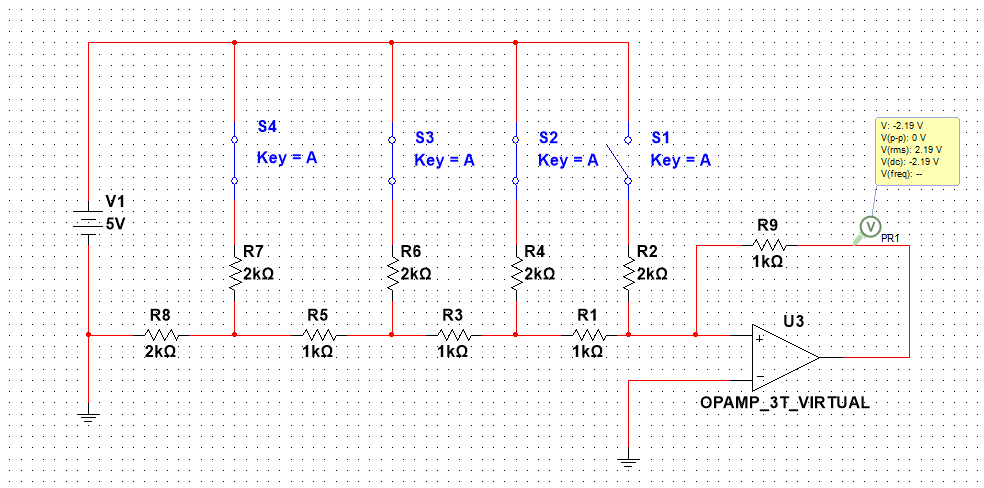 S4
Key = A
S3
Key = A
S2
Key = A
S1
Key = A
V: -2.19 V
V(p-p): 0 V
V(rms): 2.19 V
V(dc): -2.19 V
V(freq): --
V
PR1
V1
5V
R7
2kΩ
R6
2kΩ
R4
2kΩ
R2
2kΩ
R9
1kΩ
R8
2kΩ
R5
1kΩ
R3
1kΩ
R1
1kΩ
U3
+
−
OPAMP_3T_VIRTUAL